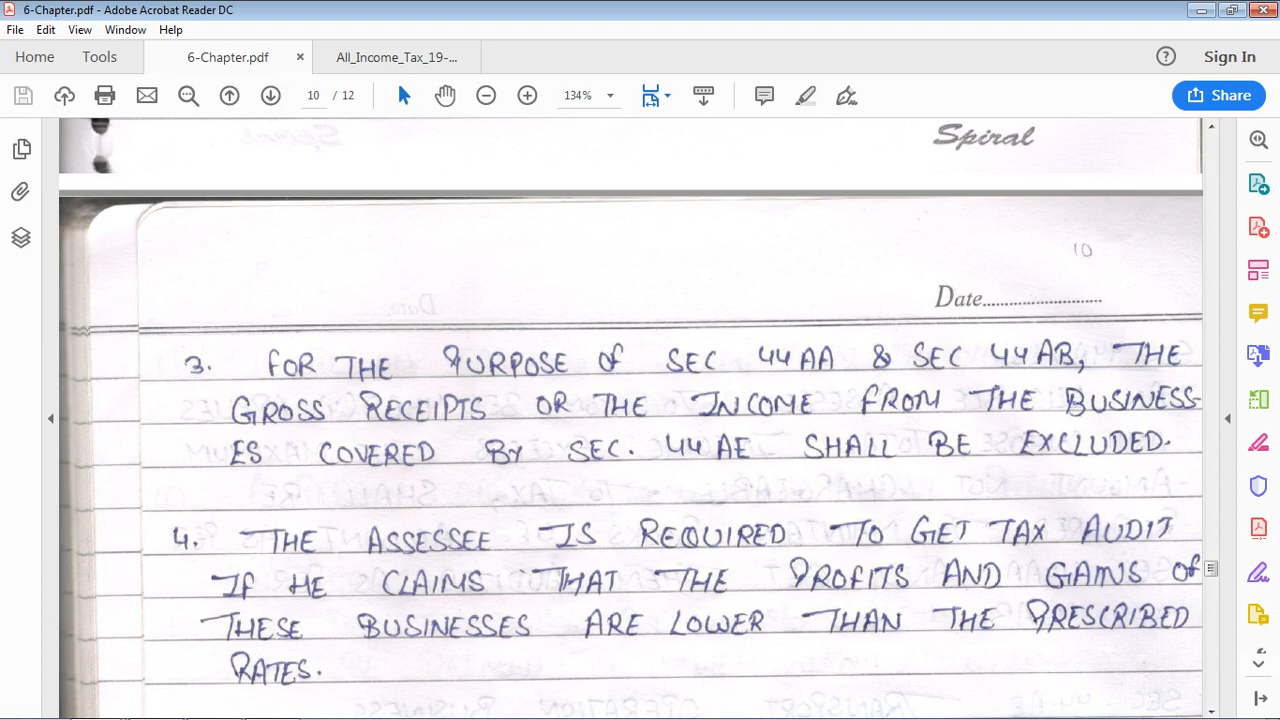 6-Chapter.pdf - Adobe Acrobat Reader DC
File Edit View Window Help
Home Tools 6-Chapter.pdf × All_Income_Tax_19-... Sign In
10 / 12 134% Share
Spiral
10
Date
3. FOR THE PURPOSE OF SEC 44AA & SEC 44AB, THE
GROSS RECEIPTS OR THE INCOME FROM THE BUSINESS-
ES COVERED BY SEC. 44AE SHALL BE EXCLUDED.
4. THE ASSESSEE IS REQUIRED TO GET TAX AUDIT
IF HE CLAIMS THAT THE PROFITS AND GAINS OF
THESE BUSINESSES ARE LOWER THAN THE PRESCRIBED
RATES.